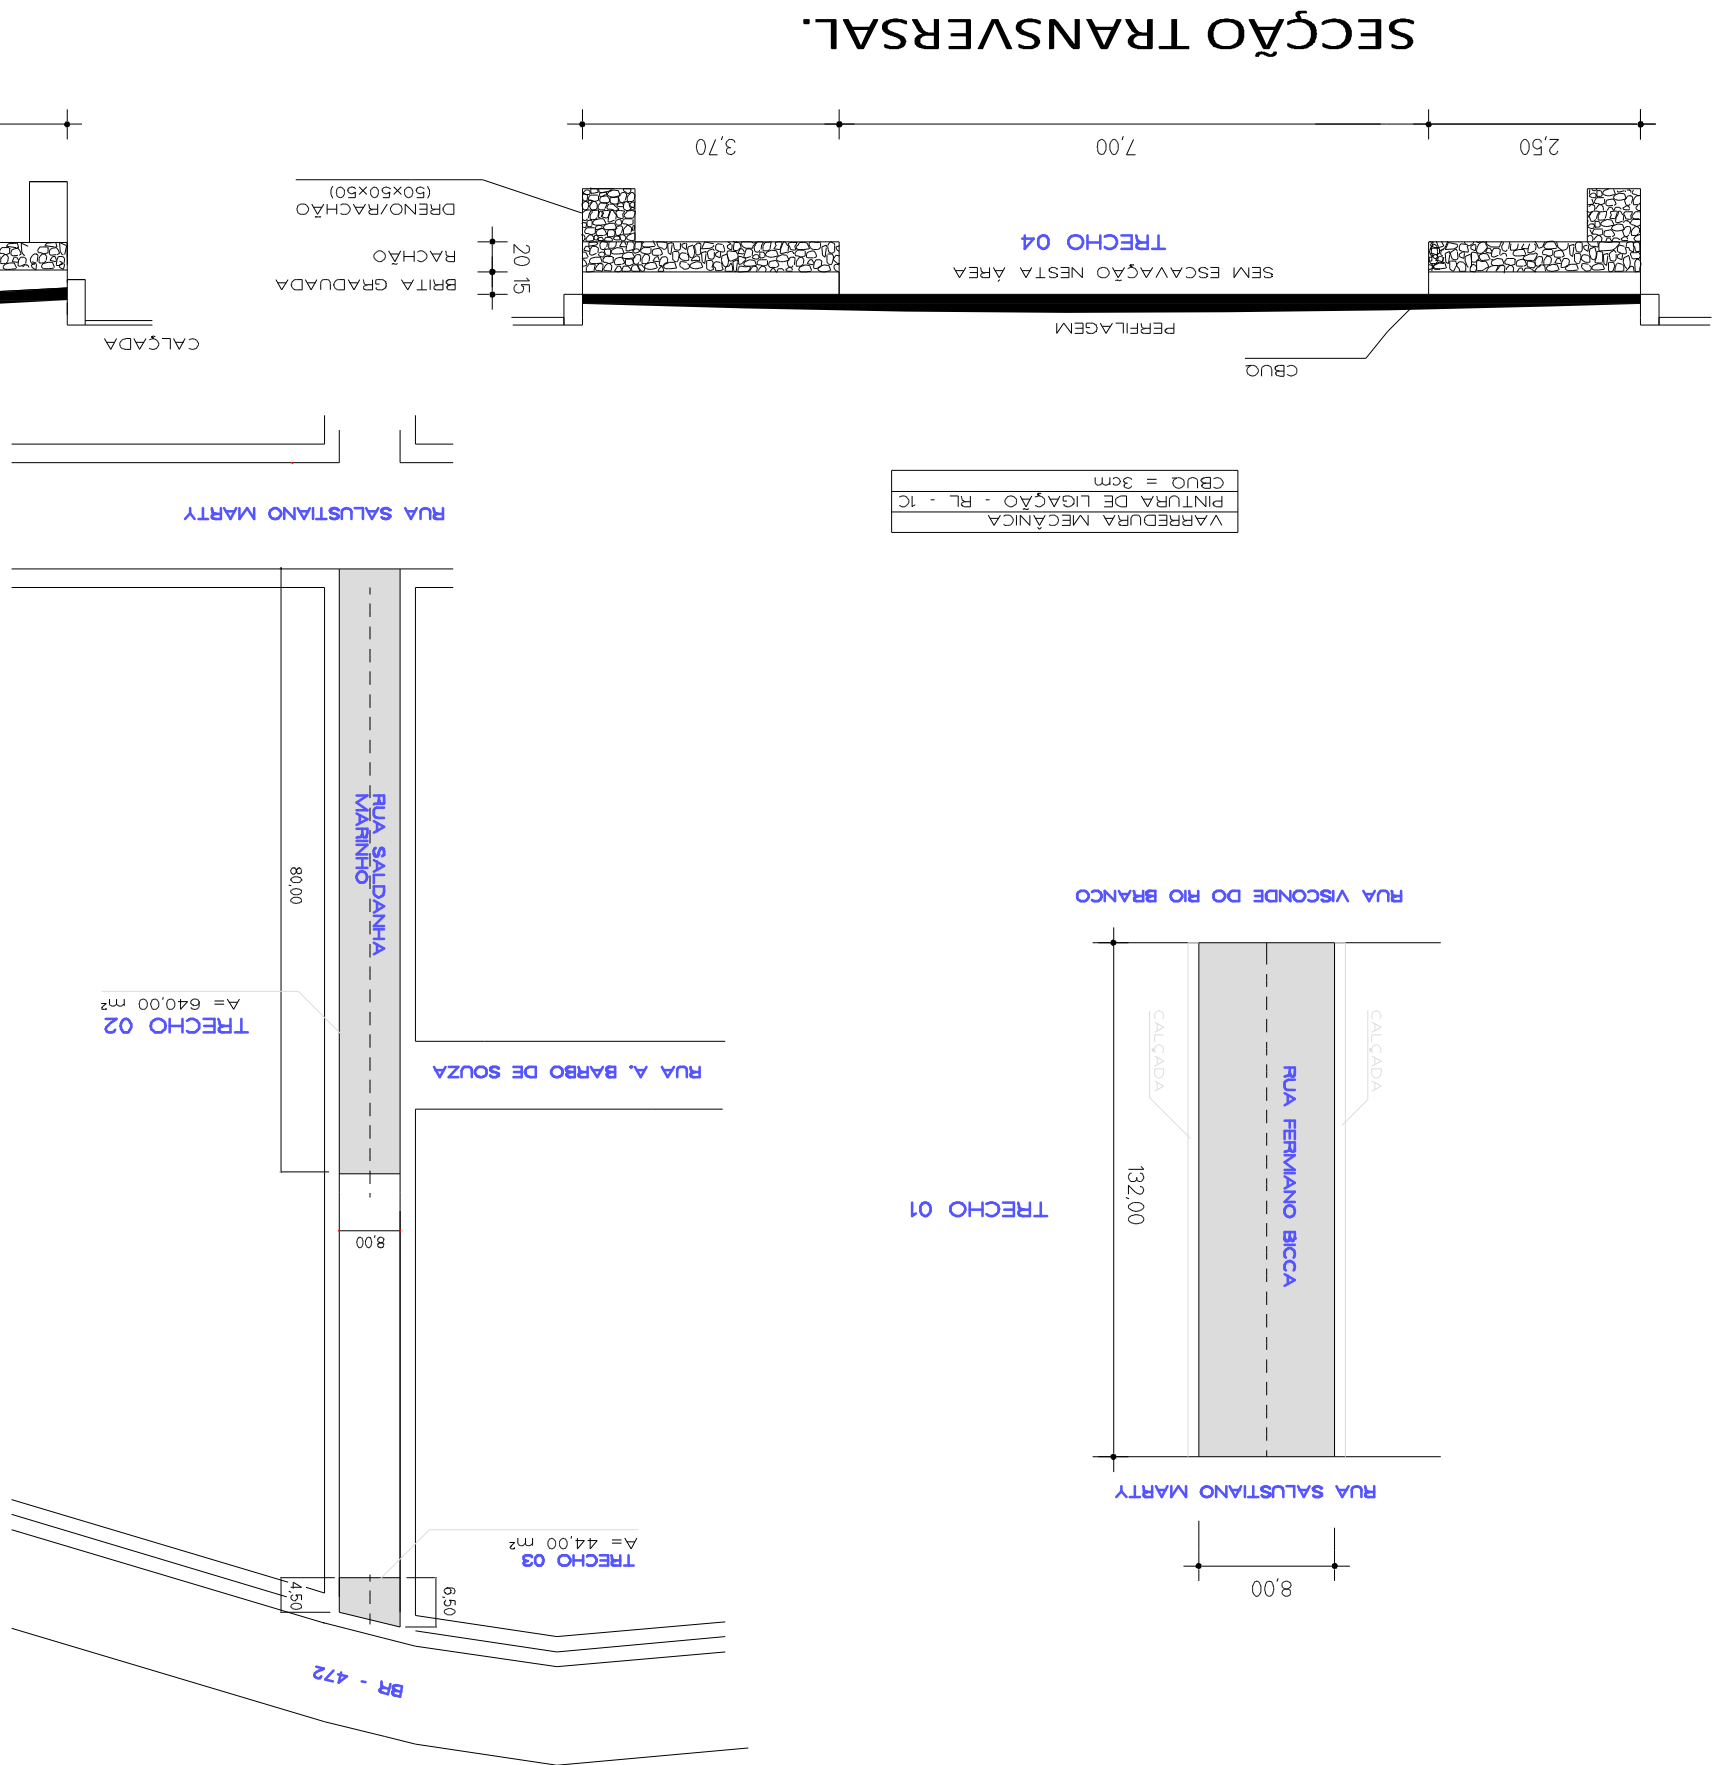 BR - 472
8,00
RUA SALUSTIANO MARTY
4,50
6,50
TRECHO 03
A= 44,00 m²
RUA FERMIANO BICCA
132,00
TRECHO 01
CALÇADA
CALÇADA
8,00
RUA A. BARBO DE SOUZA
TRECHO 02
A= 640,00 m²
RUA VISCONDE DO RIO BRANCO
80,00
RUA SALDANHA
MARINHO
VARREDURA MECÂNICA
PINTURA DE LIGAÇÃO - RL - 1C
CBUQ = 3cm
RUA SALUSTIANO MARTY
CBUQ
PERFILAGEM
CALÇADA
SEM ESCAVAÇÃO NESTA ÁREA
TRECHO 04
BRITA GRADUADA
15
RACHÃO
20
DRENO/RACHÃO
(50x50x50)
2,50
7,00
3,70
SECÇÃO TRANSVERSAL.